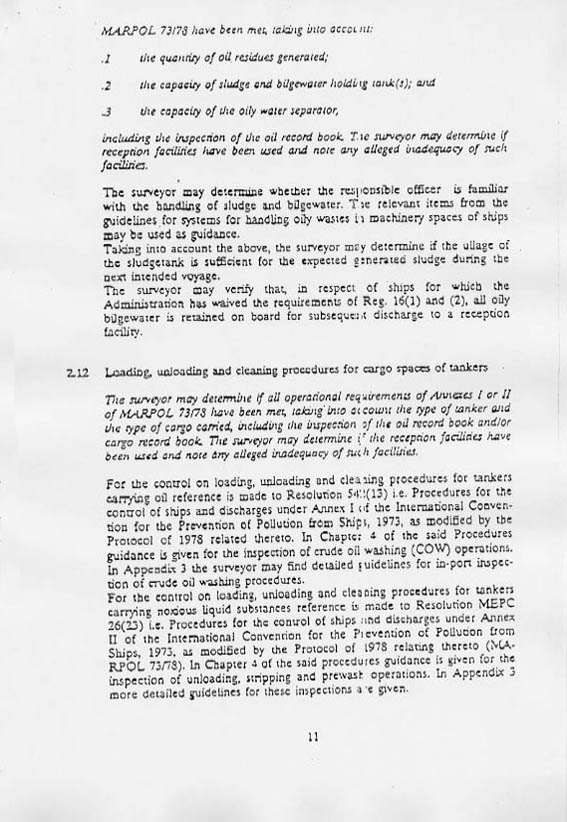 MARPOL 73/78 have been met, taking into account:
.1 the quantity of oil residues generated;
.2 the capacity of sludge and bilgewater holding tank(s); and
.3 the capacity of the oily water separator,
including the inspection of the oil record book. The surveyor may determine if
reception facilities have been used and note any alleged inadequacy of such
facilities.
The surveyor may determine whether the responsible officer is familiar
with the handling of sludge and bilgewater. The relevant items from the
guidelines for systems for handling oily wastes in machinery spaces of ships
may be used as guidance.
Taking into account the above, the surveyor may determine if the ullage of
the sludgetank is sufficient for the expected generated sludge during the
next intended voyage.
The surveyor may verify that, in respect of ships for which the
Administration has waived the requirements of Reg. 16(1) and (2), all oily
bilgewater is retained on board for subsequent discharge to a reception
facility.
2.12 Loading, unloading and cleaning procedures for cargo spaces of tankers
The surveyor may determine if all operational requirements of Annexes I or II
of MARPOL 73/78 have been met, taking into account the type of tanker and
the type of cargo carried, including the inspection of the oil record book and/or
cargo record book. The surveyor may determine if the reception facilities have
been used and note any alleged inadequacy of such facilities.
For the control on loading, unloading and cleaning procedures for tankers
carrying oil reference is made to Resolution (13) i.e. Procedures for the
control of ships and discharges under Annex I of the International Conven-
tion for the Prevention of Pollution from Ships, 1973, as modified by the
Protocol of 1978 related thereto. In Chapter 4 of the said Procedures
guidance is given for the inspection of crude oil washing (COW) operations.
In Appendix 3 the surveyor may find detailed guidelines for in-port inspec-
tion of crude oil washing procedures.
For the control on loading, unloading and cleaning procedures for tankers
carrying noxious liquid substances reference is made to Resolution MEPC
26(23) i.e. Procedures for the control of ships and discharges under Annex
II of the International Convention for the Prevention of Pollution from
Ships, 1973, as modified by the Protocol of 1978 relating thereto (MA-
RPOL 73/78). In Chapter 4 of the said procedures guidance is given for the
inspection of unloading, stripping and prewash operations. In Appendix 3
more detailed guidelines for these inspections are given.
11